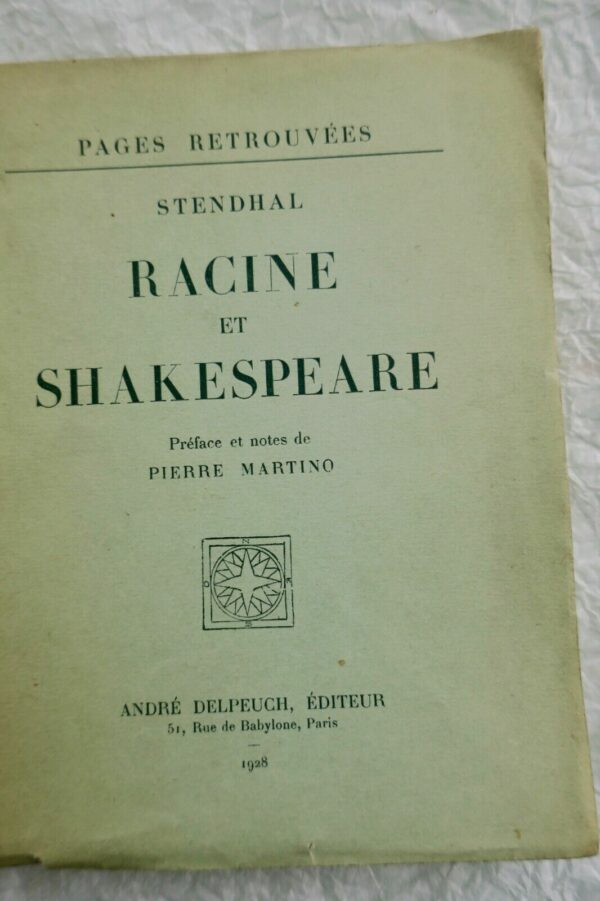 PAGES RETROUVÉES
STENDHAL
RACINE
ET
SHAKESPEARE
Préface et notes de
PIERRE MARTINO
N
O E
S
ANDRÉ DELPEUCH, ÉDITEUR
51, Rue de Babylone, Paris
1928